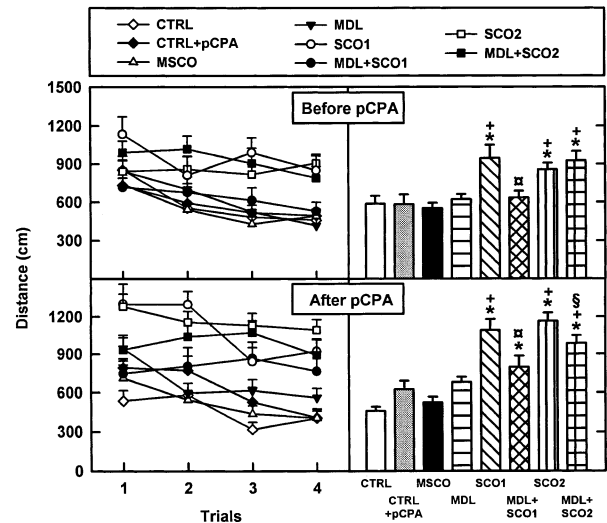 CTRL MDL SCO2
CTRL+pCPA SCO1 MDL+SCO2
MSCO MDL+SCO1
Before pCPA
1500
1200
900
600
300
+ * ¤ + * + *
After pCPA
1200
900
600
300
0
+ * ¤ * + * § + *
Distance (cm)
1 2 3 4
Trials
CTRL MSCO SCO1 SCO2
CTRL +pCPA MDL MDL+ SCO1 MDL+ SCO2